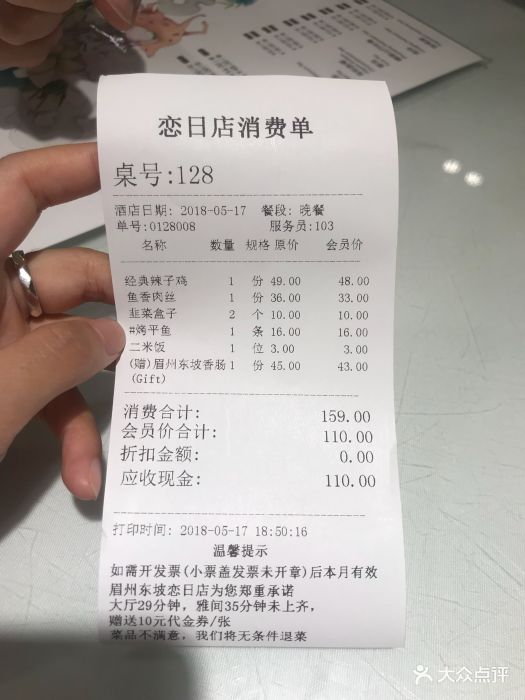 恋日店消费单
桌号:128
酒店日期: 2018-05-17 餐段: 晚餐
单号:0128008 服务员:103
名称 数量 规格 原价 会员价
经典辣子鸡 1 份 49.00 48.00
鱼香肉丝 1 份 36.00 33.00
韭菜盒子 2 个 10.00 10.00
#烤平鱼 1 条 16.00 16.00
二米饭 1 位 3.00 3.00
(赠)眉州东坡香肠 1 份 45.00 43.00
(Gift)
消费合计: 159.00
会员价合计: 110.00
折扣金额: 0.00
应收现金: 110.00
打印时间: 2018-05-17 18:50:16
温馨提示
如需开发票(小票盖发票未开章)后本月有效
眉州东坡恋日店为您郑重承诺
大厅29分钟,雅间35分钟未上齐,
赠送10元代金券/张
菜品不满意,我们将无条件退菜
大众点评